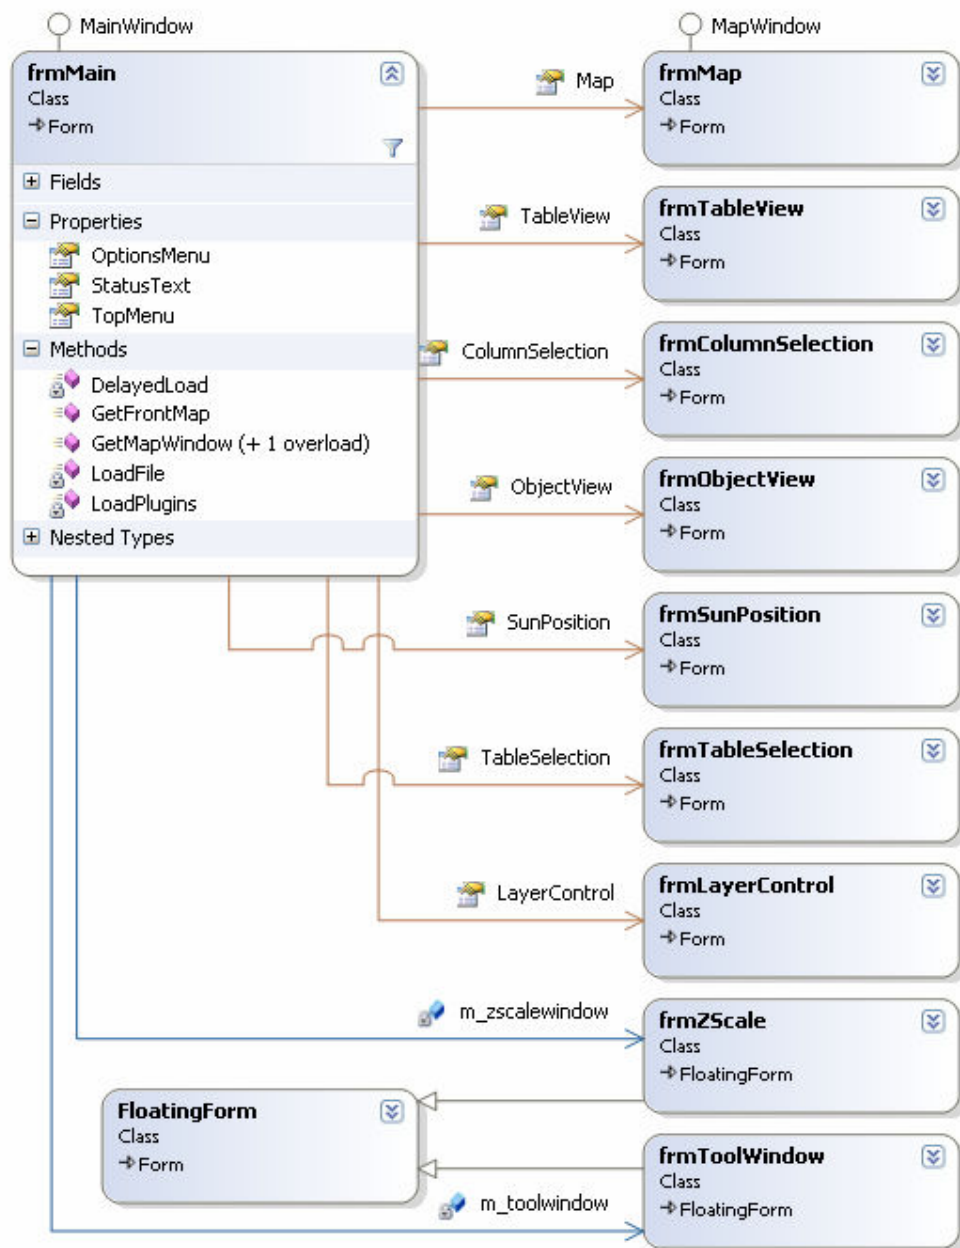 MainWindow
frmMain
Class
Form
Fields
Properties
OptionsMenu
StatusText
TopMenu
Methods
DelayedLoad
GetFrontMap
GetMapWindow (+ 1 overload)
LoadFile
LoadPlugins
Nested Types
MapWindow
Map
frmMap
Class
Form
TableView
frmTableView
Class
Form
ColumnSelection
frmColumnSelection
Class
Form
ObjectView
frmObjectView
Class
Form
SunPosition
frmSunPosition
Class
Form
TableSelection
frmTableSelection
Class
Form
LayerControl
frmLayerControl
Class
Form
m_zscalewindow
frmZScale
Class
FloatingForm
FloatingForm
Class
Form
m_toolwindow
frmToolWindow
Class
FloatingForm